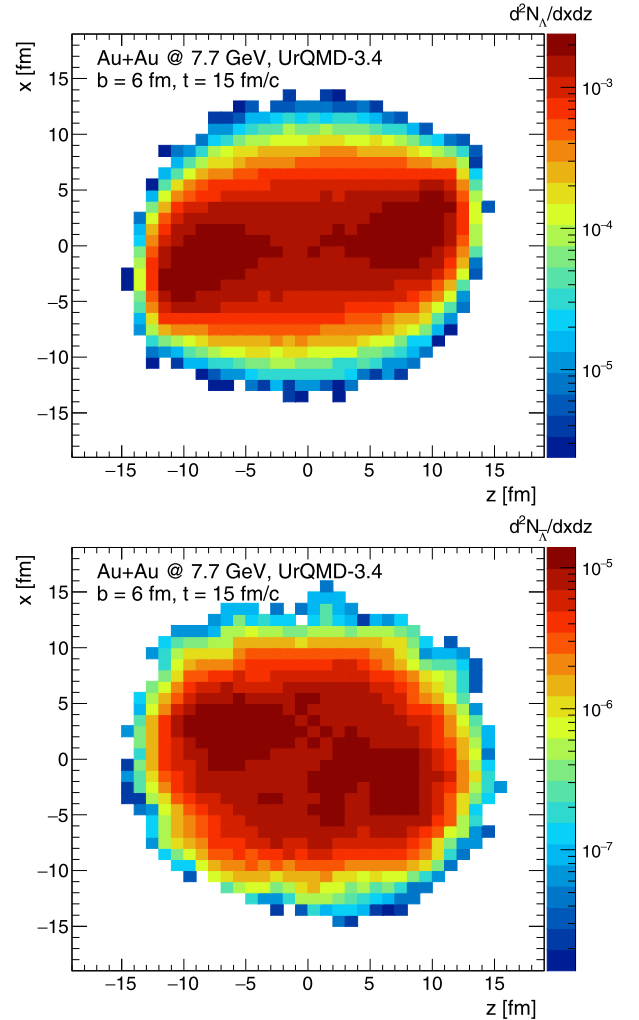 d²N_Λ/dxdz
x [fm]
Au+Au @ 7.7 GeV, UrQMD-3.4
b = 6 fm, t = 15 fm/c
15
10
5
0
−5
−10
−15
10⁻³
10⁻⁴
10⁻⁵
−15 −10 −5 0 5 10 15
z [fm]
d²N_Λ̅/dxdz
x [fm]
Au+Au @ 7.7 GeV, UrQMD-3.4
b = 6 fm, t = 15 fm/c
15
10
5
0
−5
−10
−15
10⁻⁵
10⁻⁶
10⁻⁷
−15 −10 −5 0 5 10 15
z [fm]